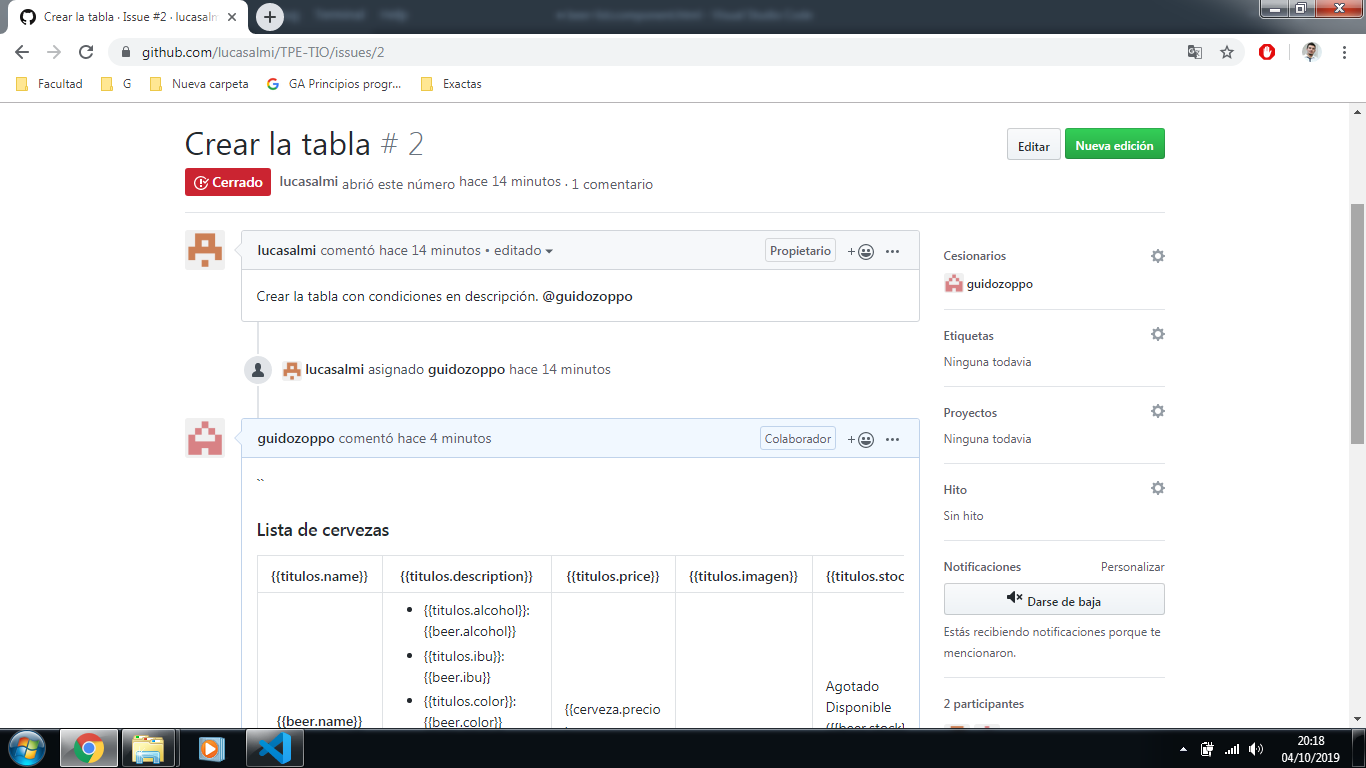 Crear la tabla · Issue #2 · lucasalm
Terminal Help
github.com/lucasalmi/TPE-TIO/issues/2
Facultad G Nueva carpeta GA Principios progr... Exactas
Crear la tabla # 2
Editar Nueva edición
Cerrado lucasalmi abrió este número hace 14 minutos · 1 comentario
lucasalmi comentó hace 14 minutos • editado Propietario
Crear la tabla con condiciones en descripción. @guidozoppo
lucasalmi asignado guidozoppo hace 14 minutos
guidozoppo comentó hace 4 minutos Colaborador
``
Lista de cervezas
{{titulos.name}} {{titulos.description}} {{titulos.price}} {{titulos.imagen}} {{titulos.stoc
{{titulos.alcohol}}:
{{beer.alcohol}}
{{titulos.ibu}}:
{{beer.ibu}}
{{titulos.color}}:
{{beer.color}}
{{beer.name}}
{{cerveza.precio
Agotado
Disponible
({{beer.stock}
Cesionarios
guidozoppo
Etiquetas
Ninguna todavia
Proyectos
Ninguna todavia
Hito
Sin hito
Notificaciones Personalizar
Darse de baja
Estás recibiendo notificaciones porque te
mencionaron.
2 participantes
20:18
04/10/2019